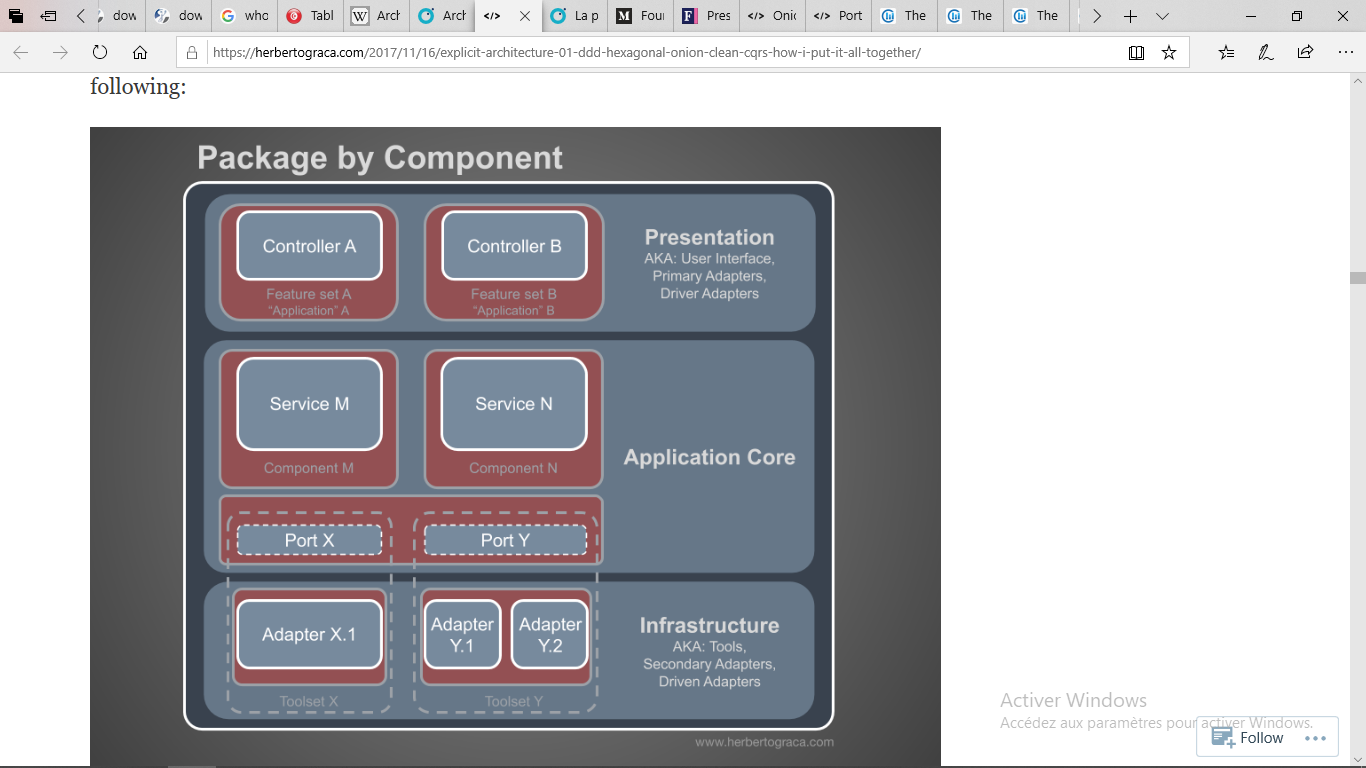 dow
dow
who
Tabl
Arch
Arch
La p
Four
Pres
Onic
Port
The
The
The
https://herbertograca.com/2017/11/16/explicit-architecture-01-ddd-hexagonal-onion-clean-cqrs-how-i-put-it-all-together/
following:
Package by Component
Controller A
Feature set A
“Application” A
Controller B
Feature set B
“Application” B
Presentation
AKA: User Interface,
Primary Adapters,
Driver Adapters
Service M
Component M
Service N
Component N
Application Core
Port X
Port Y
Adapter X.1
Toolset X
Adapter
Y.1
Adapter
Y.2
Toolset Y
Infrastructure
AKA: Tools,
Secondary Adapters,
Driven Adapters
www.herbertograca.com
Activer Windows
Accédez aux paramètres pour activer Windows.
Follow